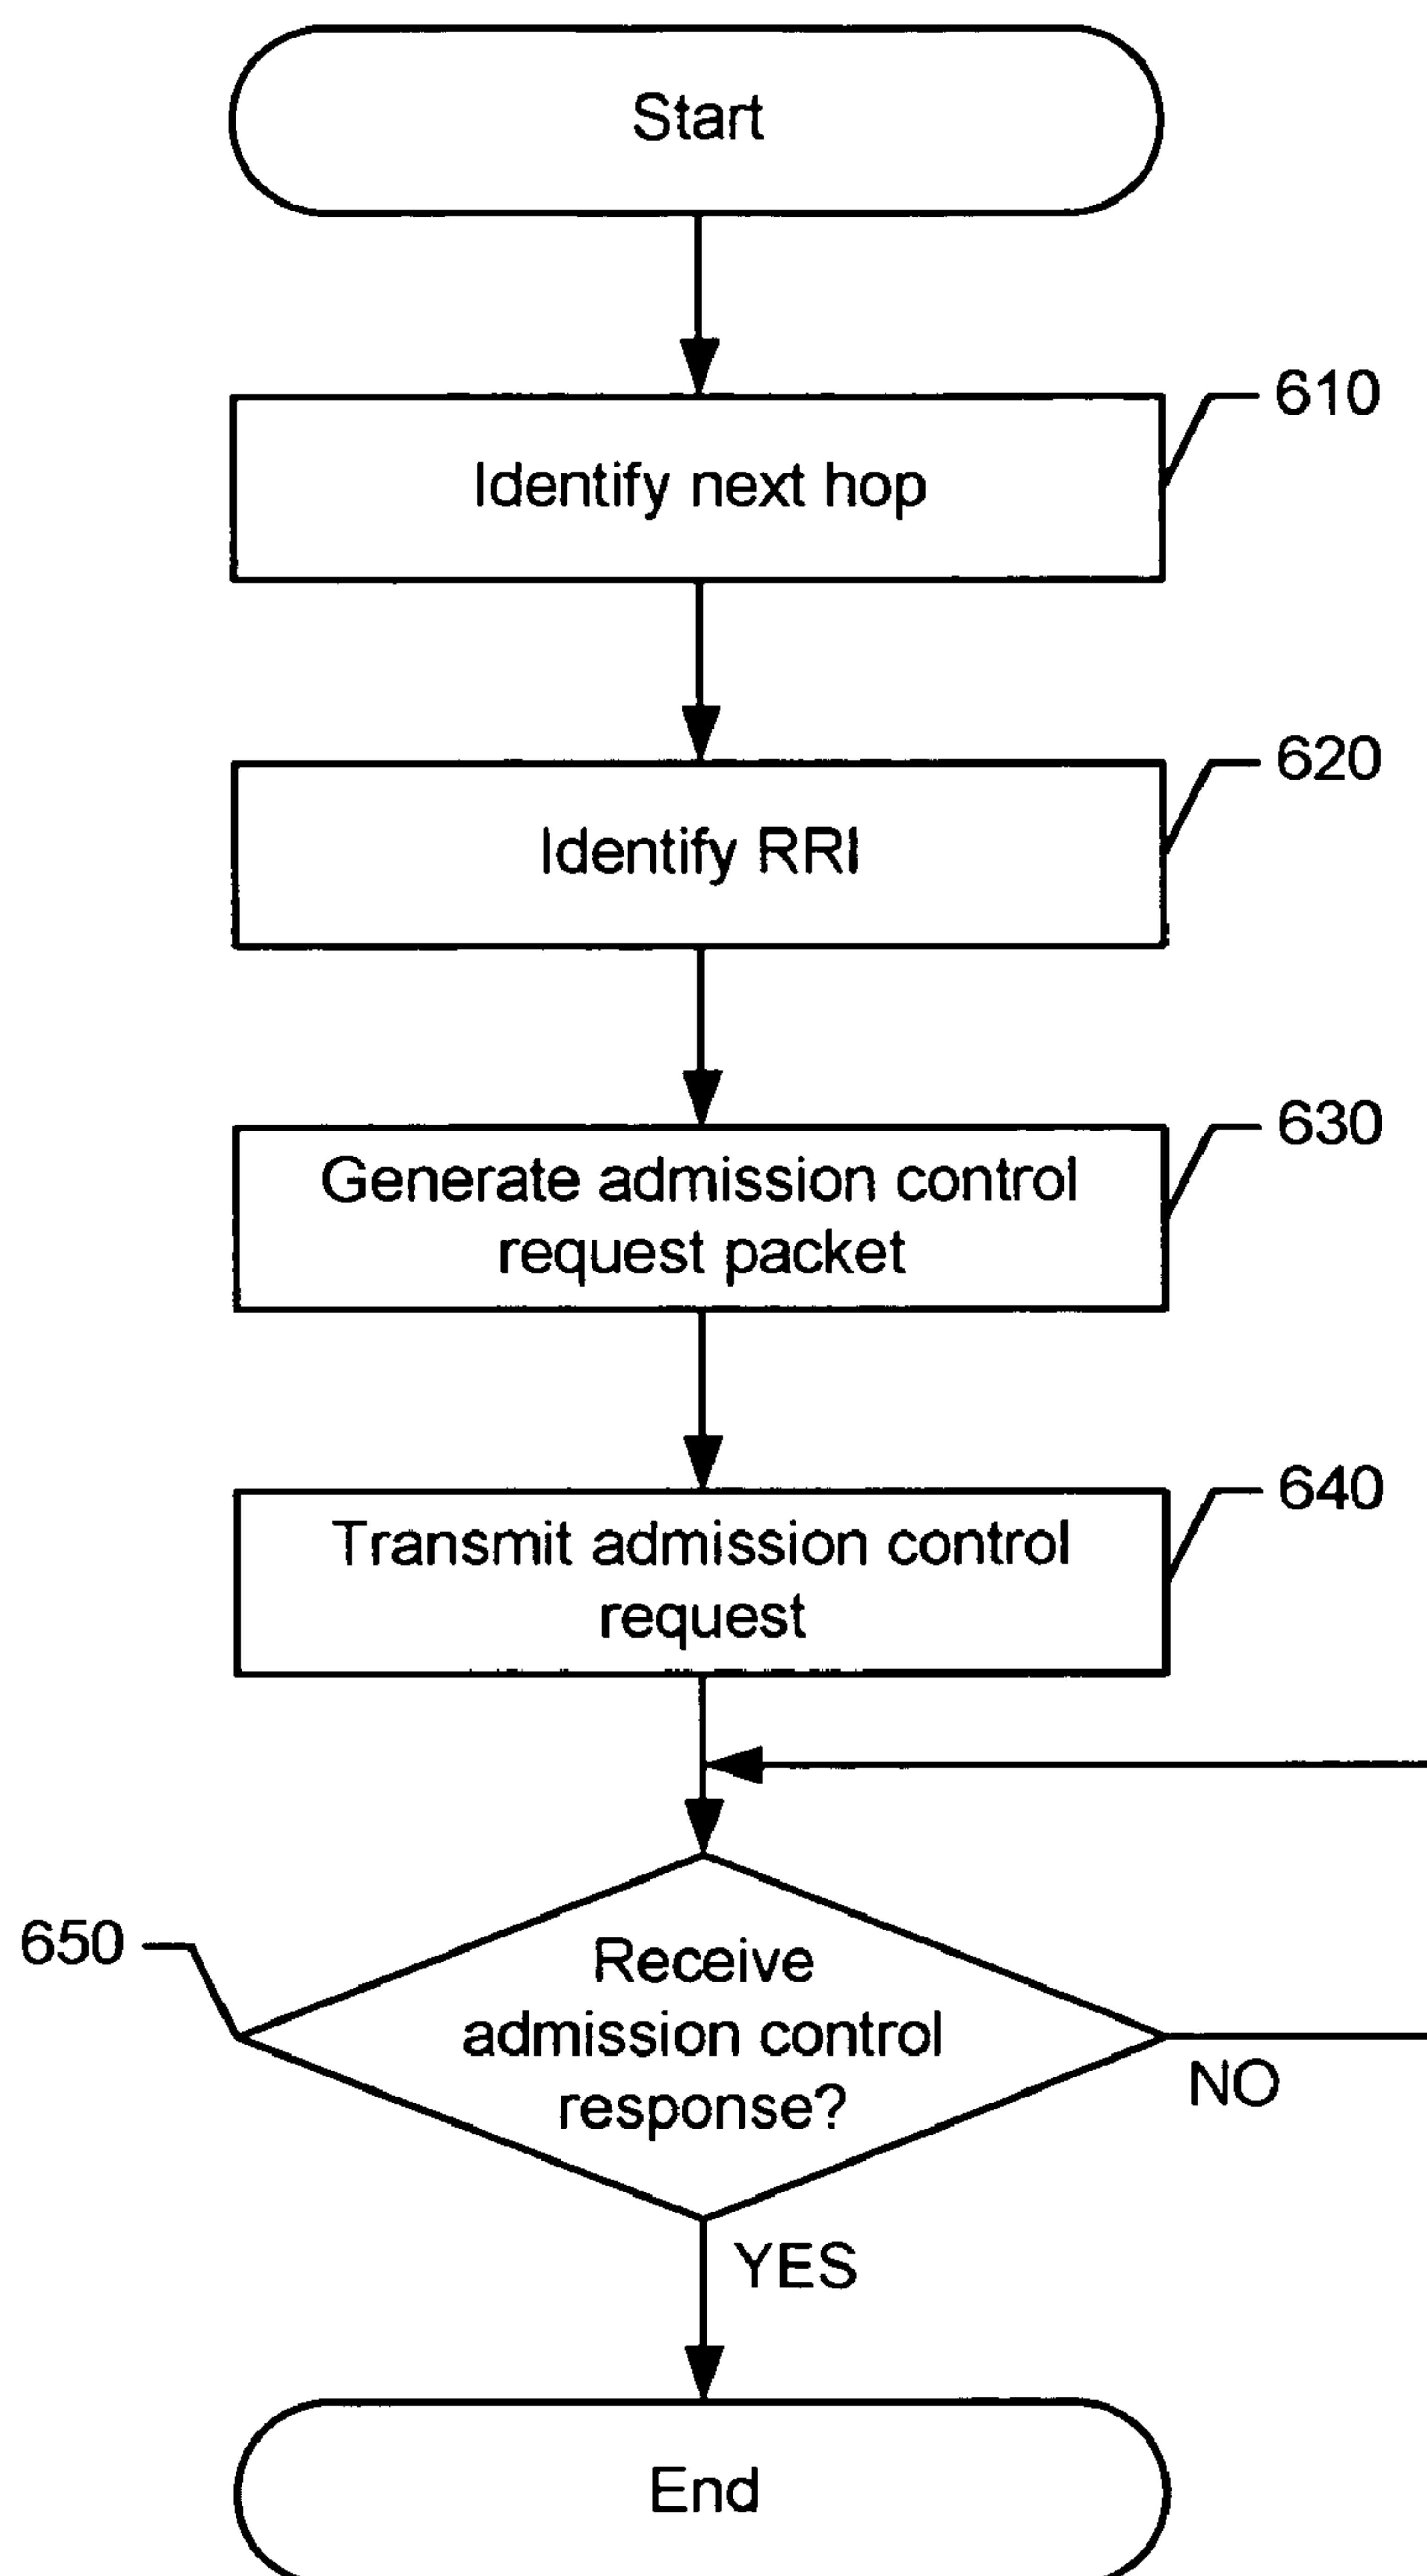 Start
610
Identify next hop
620
Identify RRI
630
Generate admission control
request packet
640
Transmit admission control
request
650
Receive
admission control
response?
NO
YES
End